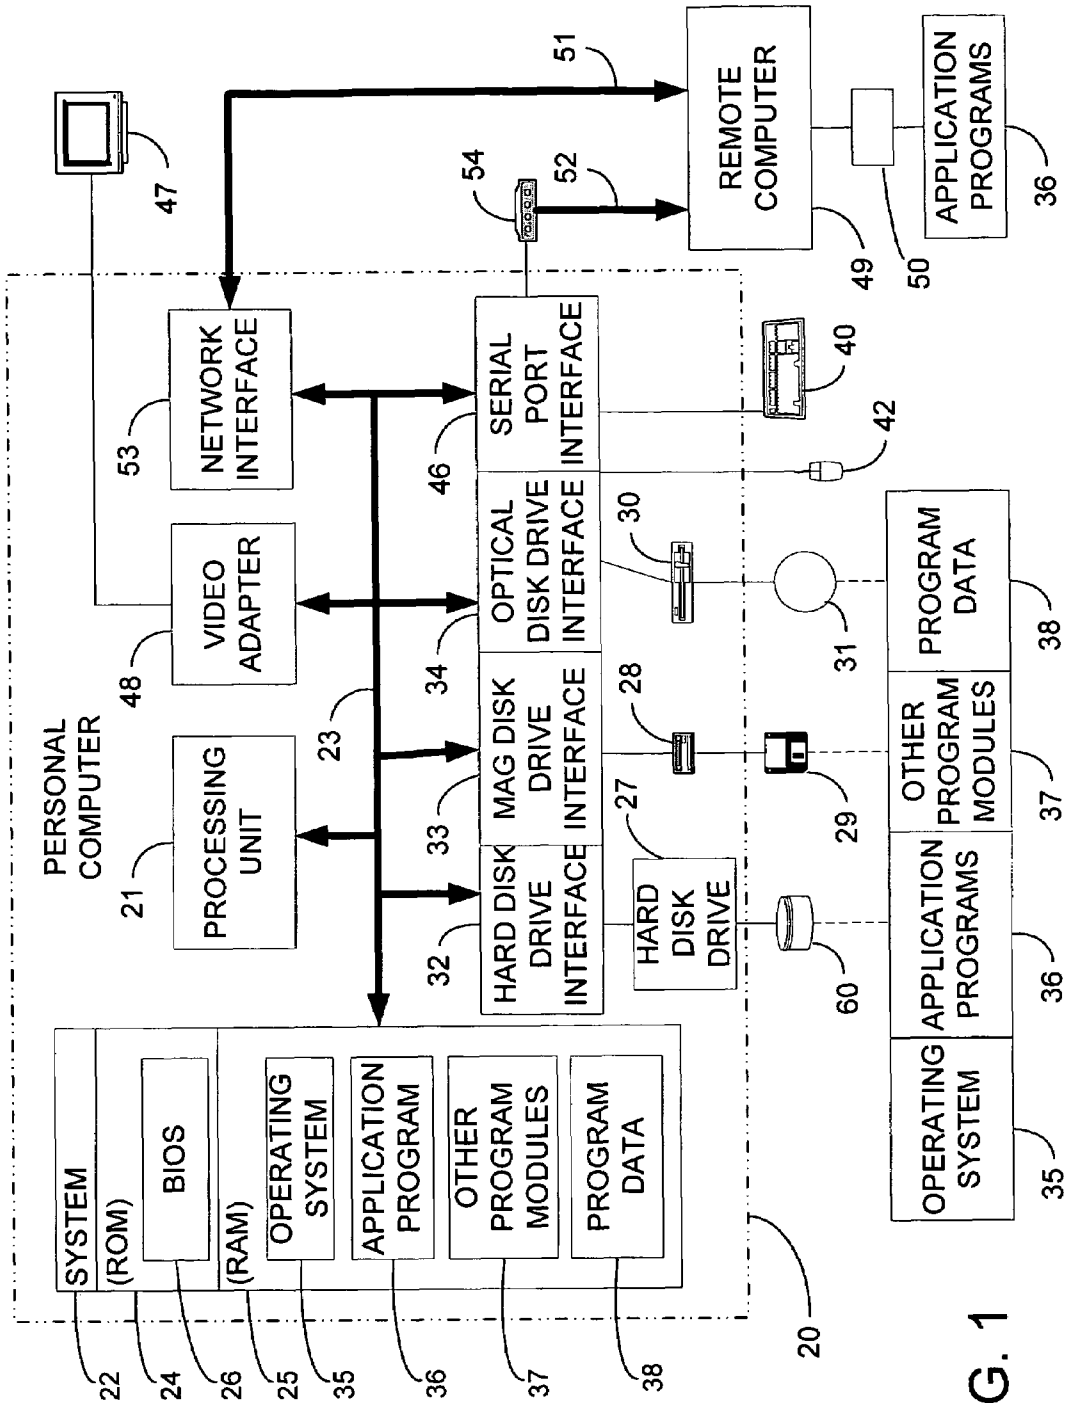 PERSONAL
COMPUTER
47
22
SYSTEM
24
(ROM)
26
BIOS
25
(RAM)
35
OPERATING
SYSTEM
36
APPLICATION
PROGRAM
37
OTHER
PROGRAM
MODULES
38
PROGRAM
DATA
21
PROCESSING
UNIT
48
VIDEO
ADAPTER
53
NETWORK
INTERFACE
23
32
HARD DISK
DRIVE
INTERFACE
33
MAG DISK
DRIVE
INTERFACE
34
OPTICAL
DISK DRIVE
INTERFACE
46
SERIAL
PORT
INTERFACE
54
51
52
HARD
DISK
DRIVE
27
28
30
REMOTE
COMPUTER
20
60
29
31
42
40
49
50
OPERATING
SYSTEM
APPLICATION
PROGRAMS
OTHER
PROGRAM
MODULES
PROGRAM
DATA
APPLICATION
PROGRAMS
35
36
37
38
36
G. 1